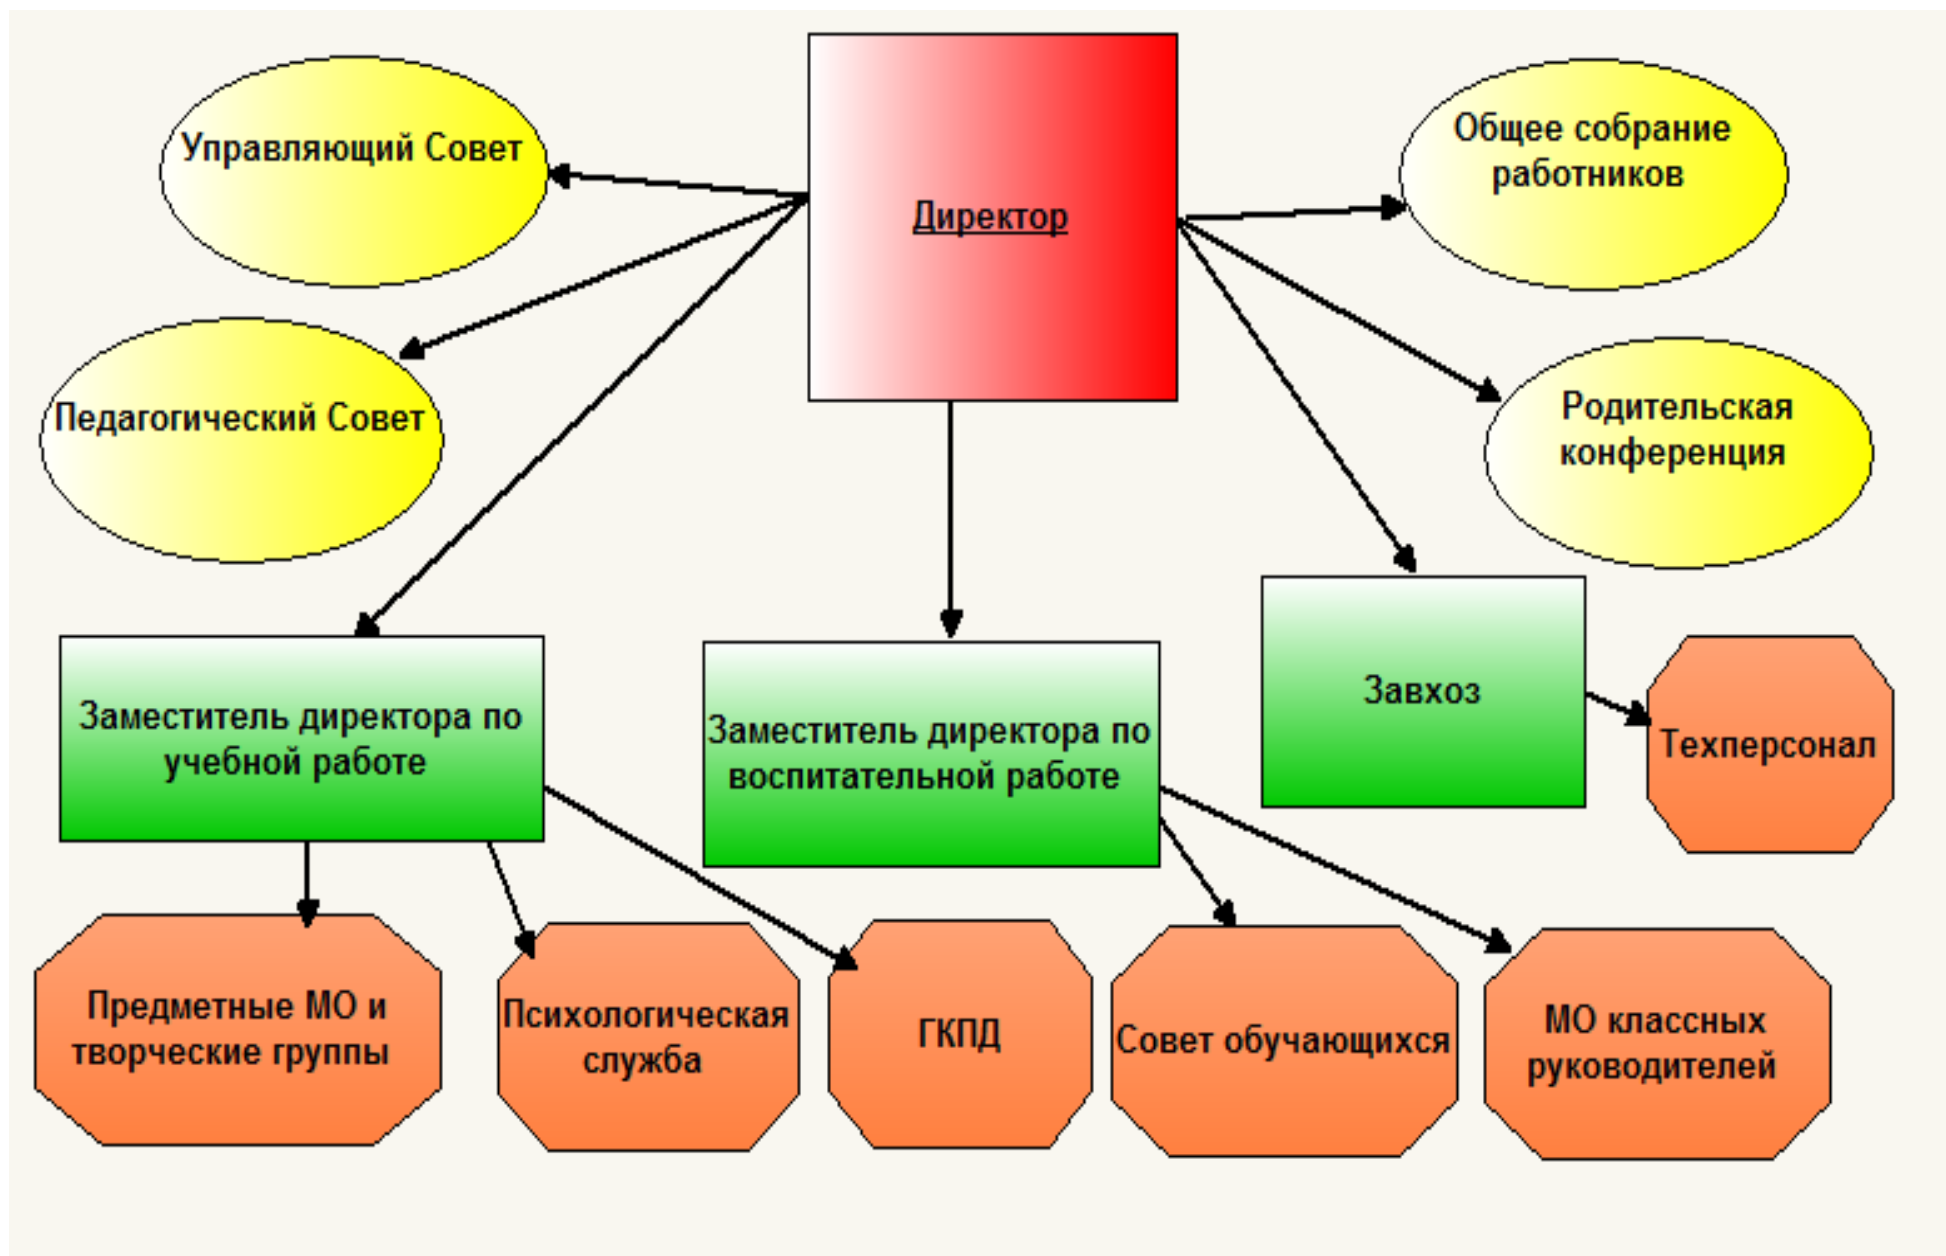 Управляющий Совет
Директор
Общее собрание
работников
Педагогический Совет
Родительская
конференция
Заместитель директора по
учебной работе
Заместитель директора по
воспитательной работе
Завхоз
Техперсонал
Предметные МО и
творческие группы
Психологическая
служба
ГКПД
Совет обучающихся
МО классных
руководителей